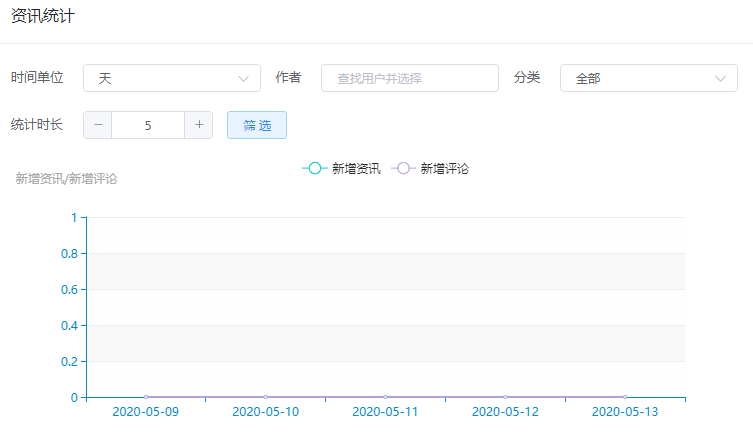 资讯统计
时间单位 天 作者 查找用户并选择 分类 全部
统计时长 − 5 + 筛 选
新增资讯 新增评论
新增资讯/新增评论
1
0.8
0.6
0.4
0.2
0
2020-05-09 2020-05-10 2020-05-11 2020-05-12 2020-05-13